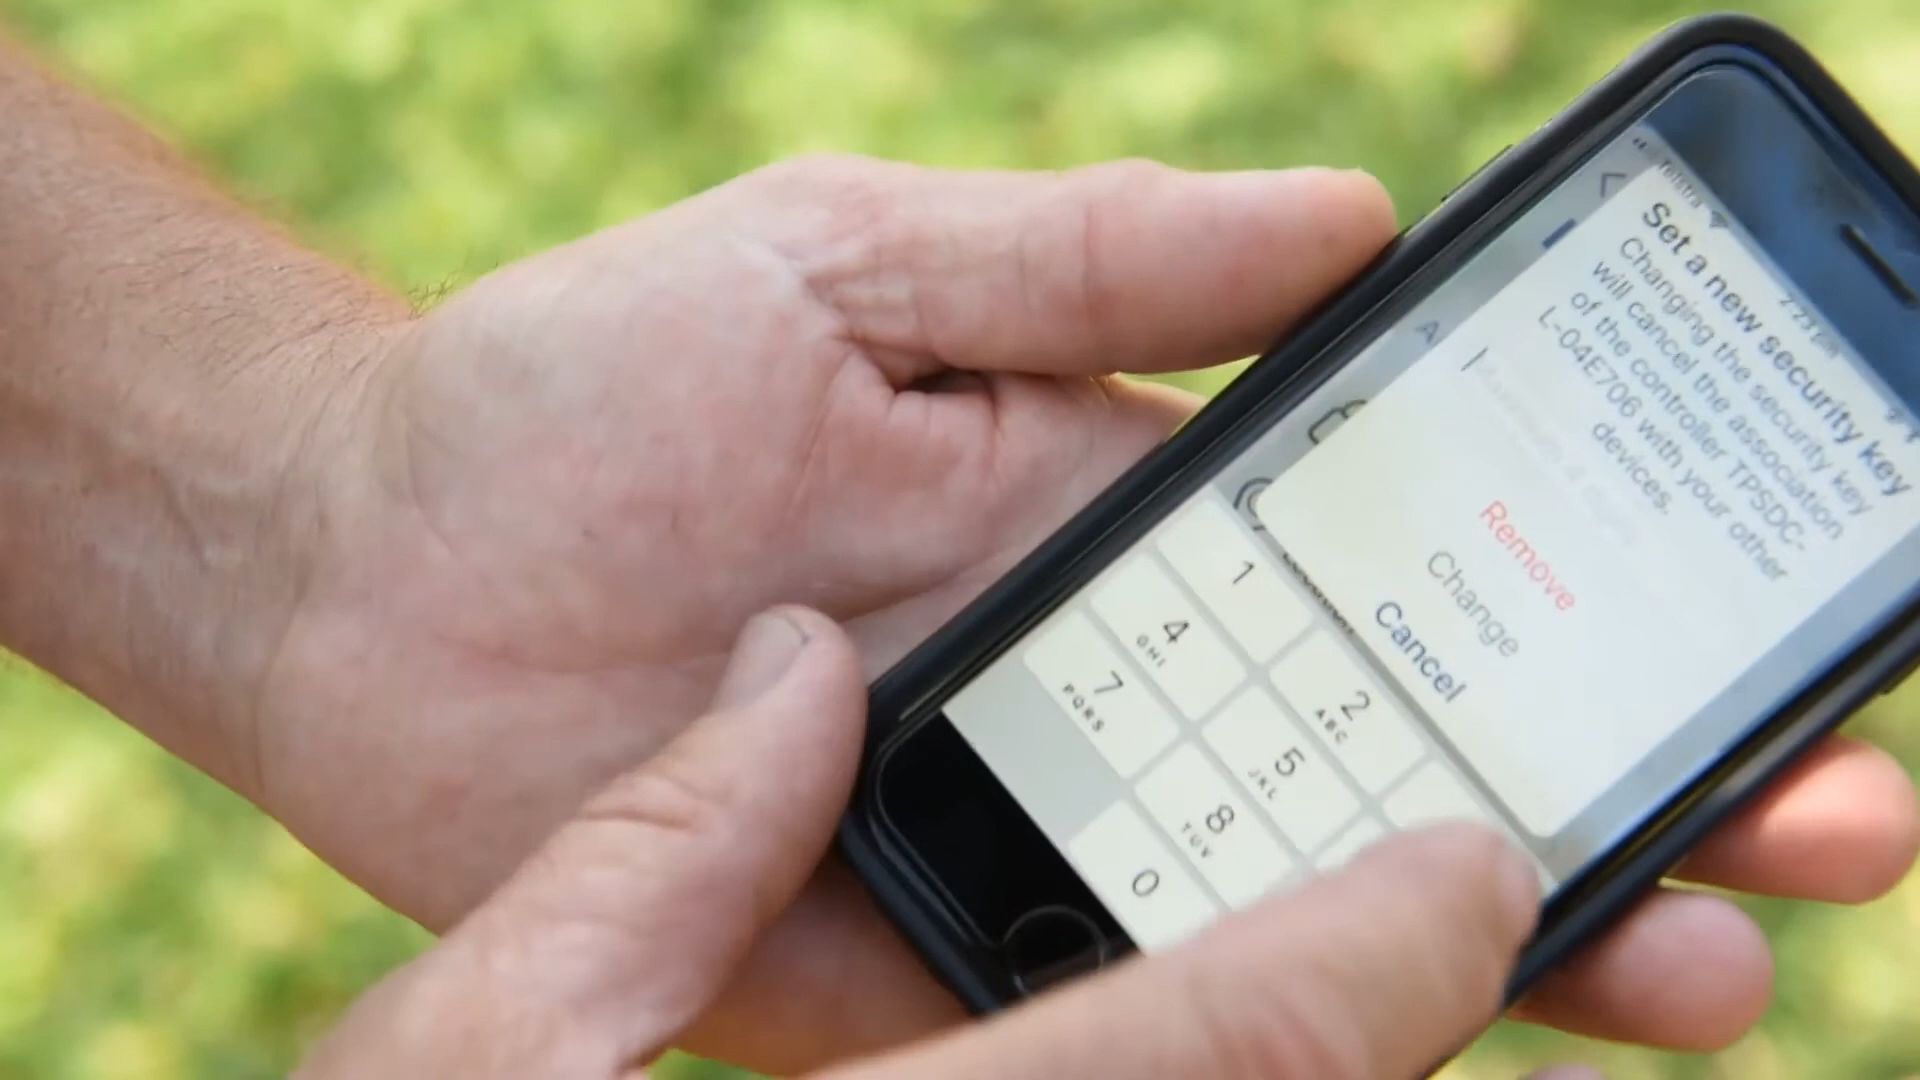 Telstra
Set a new security key
Changing the security key
will cancel the association
of the controller TPSDC-
L-04E706 with your other
devices.
Remove
Change
Cancel
1
2
ABC
4
GHI
5
JKL
7
PQRS
8
TUV
0